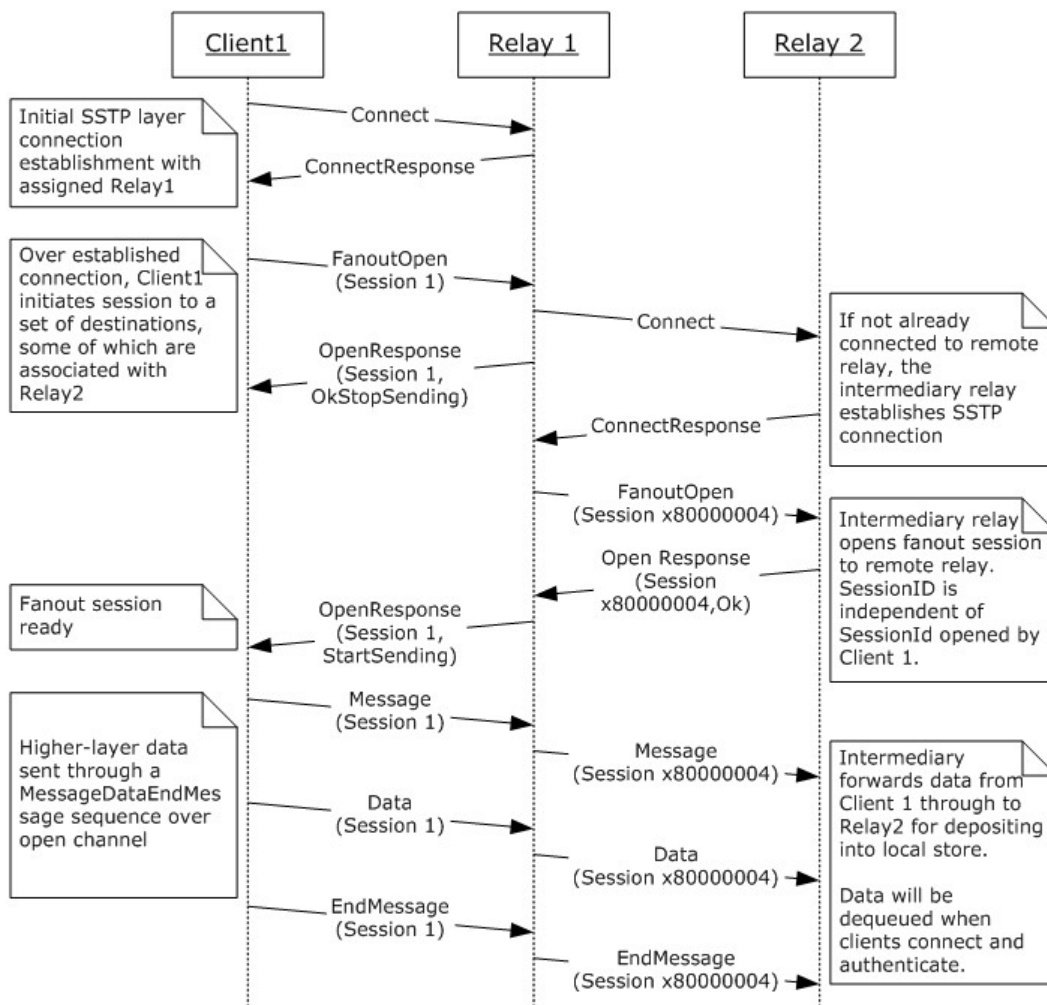 Client1
Relay 1
Relay 2
Initial SSTP layer
connection
establishment with
assigned Relay1
Connect
ConnectResponse
Over established
connection, Client1
initiates session to a
set of destinations,
some of which are
associated with
Relay2
FanoutOpen
(Session 1)
Connect
OpenResponse
(Session 1,
OkStopSending)
ConnectResponse
If not already
connected to remote
relay, the
intermediary relay
establishes SSTP
connection
FanoutOpen
(Session x80000004)
Open Response
(Session
x80000004,Ok)
Intermediary relay
opens fanout session
to remote relay.
SessionID is
independent of
SessionId opened by
Client 1.
Fanout session
ready
OpenResponse
(Session 1,
StartSending)
Higher-layer data
sent through a
MessageDataEndMes
sage sequence over
open channel
Message
(Session 1)
Message
(Session x80000004)
Data
(Session 1)
Data
(Session x80000004)
EndMessage
(Session 1)
EndMessage
(Session x80000004)
Intermediary
forwards data from
Client 1 through to
Relay2 for depositing
into local store.
Data will be
dequeued when
clients connect and
authenticate.